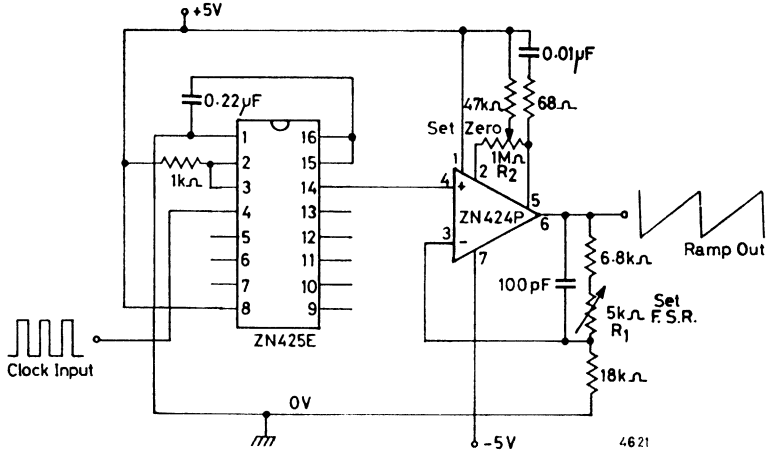 +5V
0.01µF
0.22µF
47kΩ
68Ω
Set Zero
1MΩ
R2
1
2
3
4
5
6
7
8
16
15
14
13
12
11
10
9
1kΩ
ZN425E
1
2
4
+
ZN424P
5
6
3
−
7
Ramp Out
100pF
6.8kΩ
5kΩ
R1
Set
F.S.R.
18kΩ
Clock Input
0V
-5V
4621